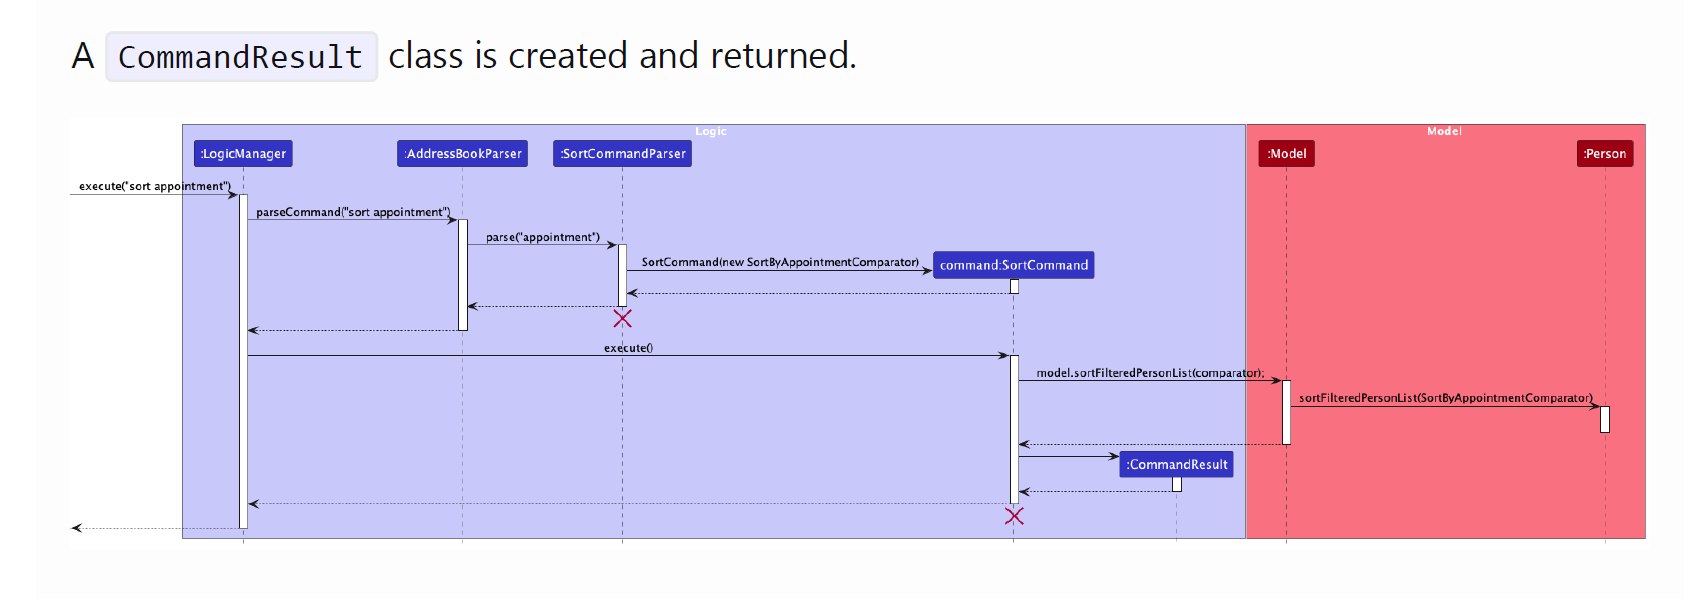 A CommandResult class is created and returned.
Logic
Model
:LogicManager
:AddressBookParser
:SortCommandParser
:Model
:Person
execute("sort appointment")
parseCommand("sort appointment")
parse("appointment")
SortCommand(new SortByAppointmentComparator)
command:SortCommand
execute()
model.sortFilteredPersonList(comparator);
sortFilteredPersonList(SortByAppointmentComparator)
:CommandResult